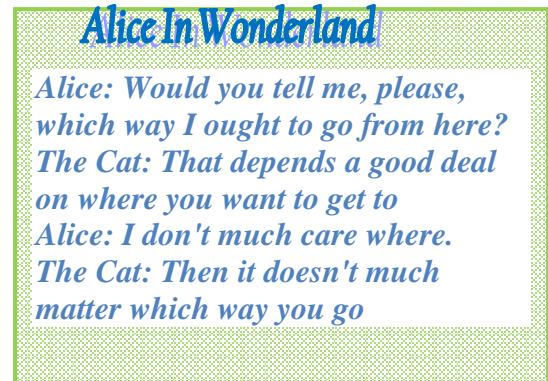 Alice In Wonderland
Alice: Would you tell me, please,
which way I ought to go from here?
The Cat: That depends a good deal
on where you want to get to
Alice: I don't much care where.
The Cat: Then it doesn't much
matter which way you go